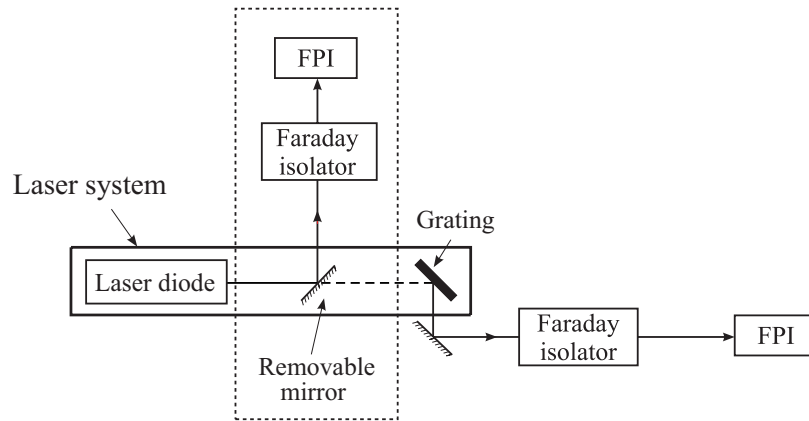 FPI
Faraday
isolator
Laser system
Grating
Laser diode
Faraday
isolator
FPI
Removable
mirror